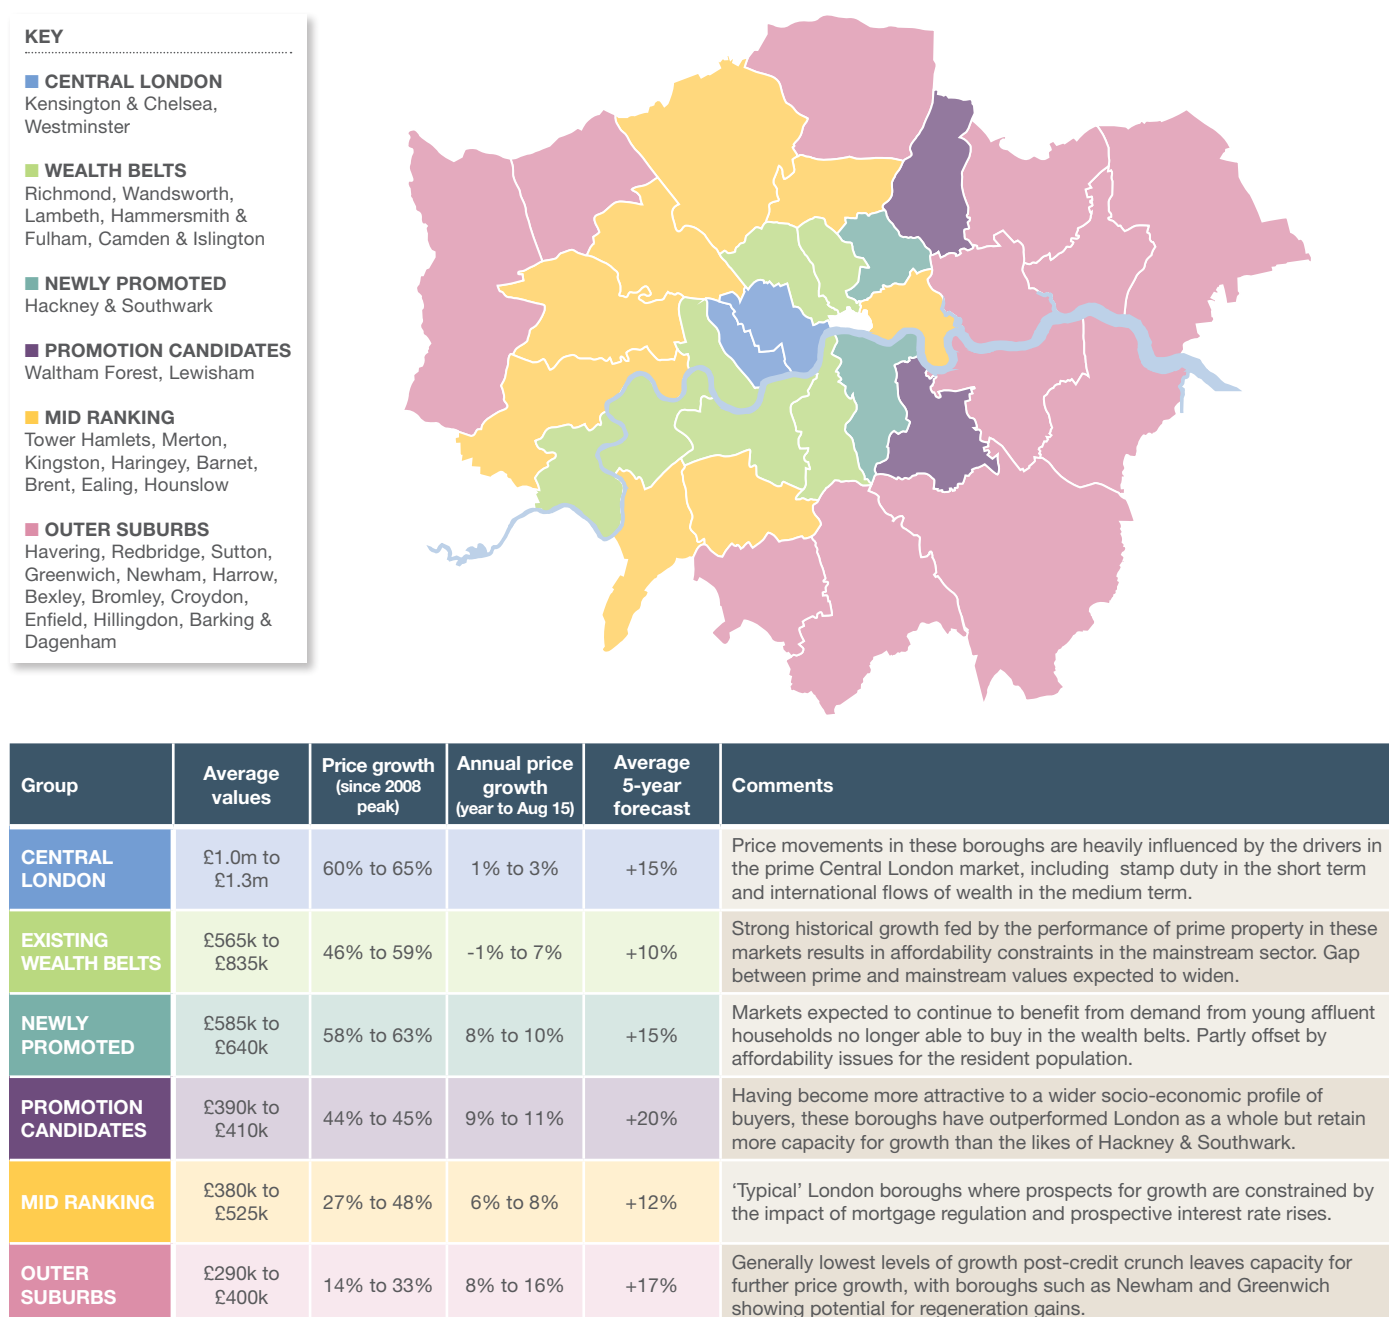 KEY
CENTRAL LONDON
Kensington & Chelsea,
Westminster
WEALTH BELTS
Richmond, Wandsworth,
Lambeth, Hammersmith &
Fulham, Camden & Islington
NEWLY PROMOTED
Hackney & Southwark
PROMOTION CANDIDATES
Waltham Forest, Lewisham
MID RANKING
Tower Hamlets, Merton,
Kingston, Haringey, Barnet,
Brent, Ealing, Hounslow
OUTER SUBURBS
Havering, Redbridge, Sutton,
Greenwich, Newham, Harrow,
Bexley, Bromley, Croydon,
Enfield, Hillingdon, Barking &
Dagenham
Group
Average
values
Price growth
(since 2008
peak)
Annual price
growth
(year to Aug 15)
Average
5-year
forecast
Comments
CENTRAL
LONDON
£1.0m to
£1.3m
60% to 65%
1% to 3%
+15%
Price movements in these boroughs are heavily influenced by the drivers in
the prime Central London market, including stamp duty in the short term
and international flows of wealth in the medium term.
EXISTING
WEALTH BELTS
£565k to
£835k
46% to 59%
-1% to 7%
+10%
Strong historical growth fed by the performance of prime property in these
markets results in affordability constraints in the mainstream sector. Gap
between prime and mainstream values expected to widen.
NEWLY
PROMOTED
£585k to
£640k
58% to 63%
8% to 10%
+15%
Markets expected to continue to benefit from demand from young affluent
households no longer able to buy in the wealth belts. Partly offset by
affordability issues for the resident population.
PROMOTION
CANDIDATES
£390k to
£410k
44% to 45%
9% to 11%
+20%
Having become more attractive to a wider socio-economic profile of
buyers, these boroughs have outperformed London as a whole but retain
more capacity for growth than the likes of Hackney & Southwark.
MID RANKING
£380k to
£525k
27% to 48%
6% to 8%
+12%
‘Typical’ London boroughs where prospects for growth are constrained by
the impact of mortgage regulation and prospective interest rate rises.
OUTER
SUBURBS
£290k to
£400k
14% to 33%
8% to 16%
+17%
Generally lowest levels of growth post-credit crunch leaves capacity for
further price growth, with boroughs such as Newham and Greenwich
showing potential for regeneration gains.